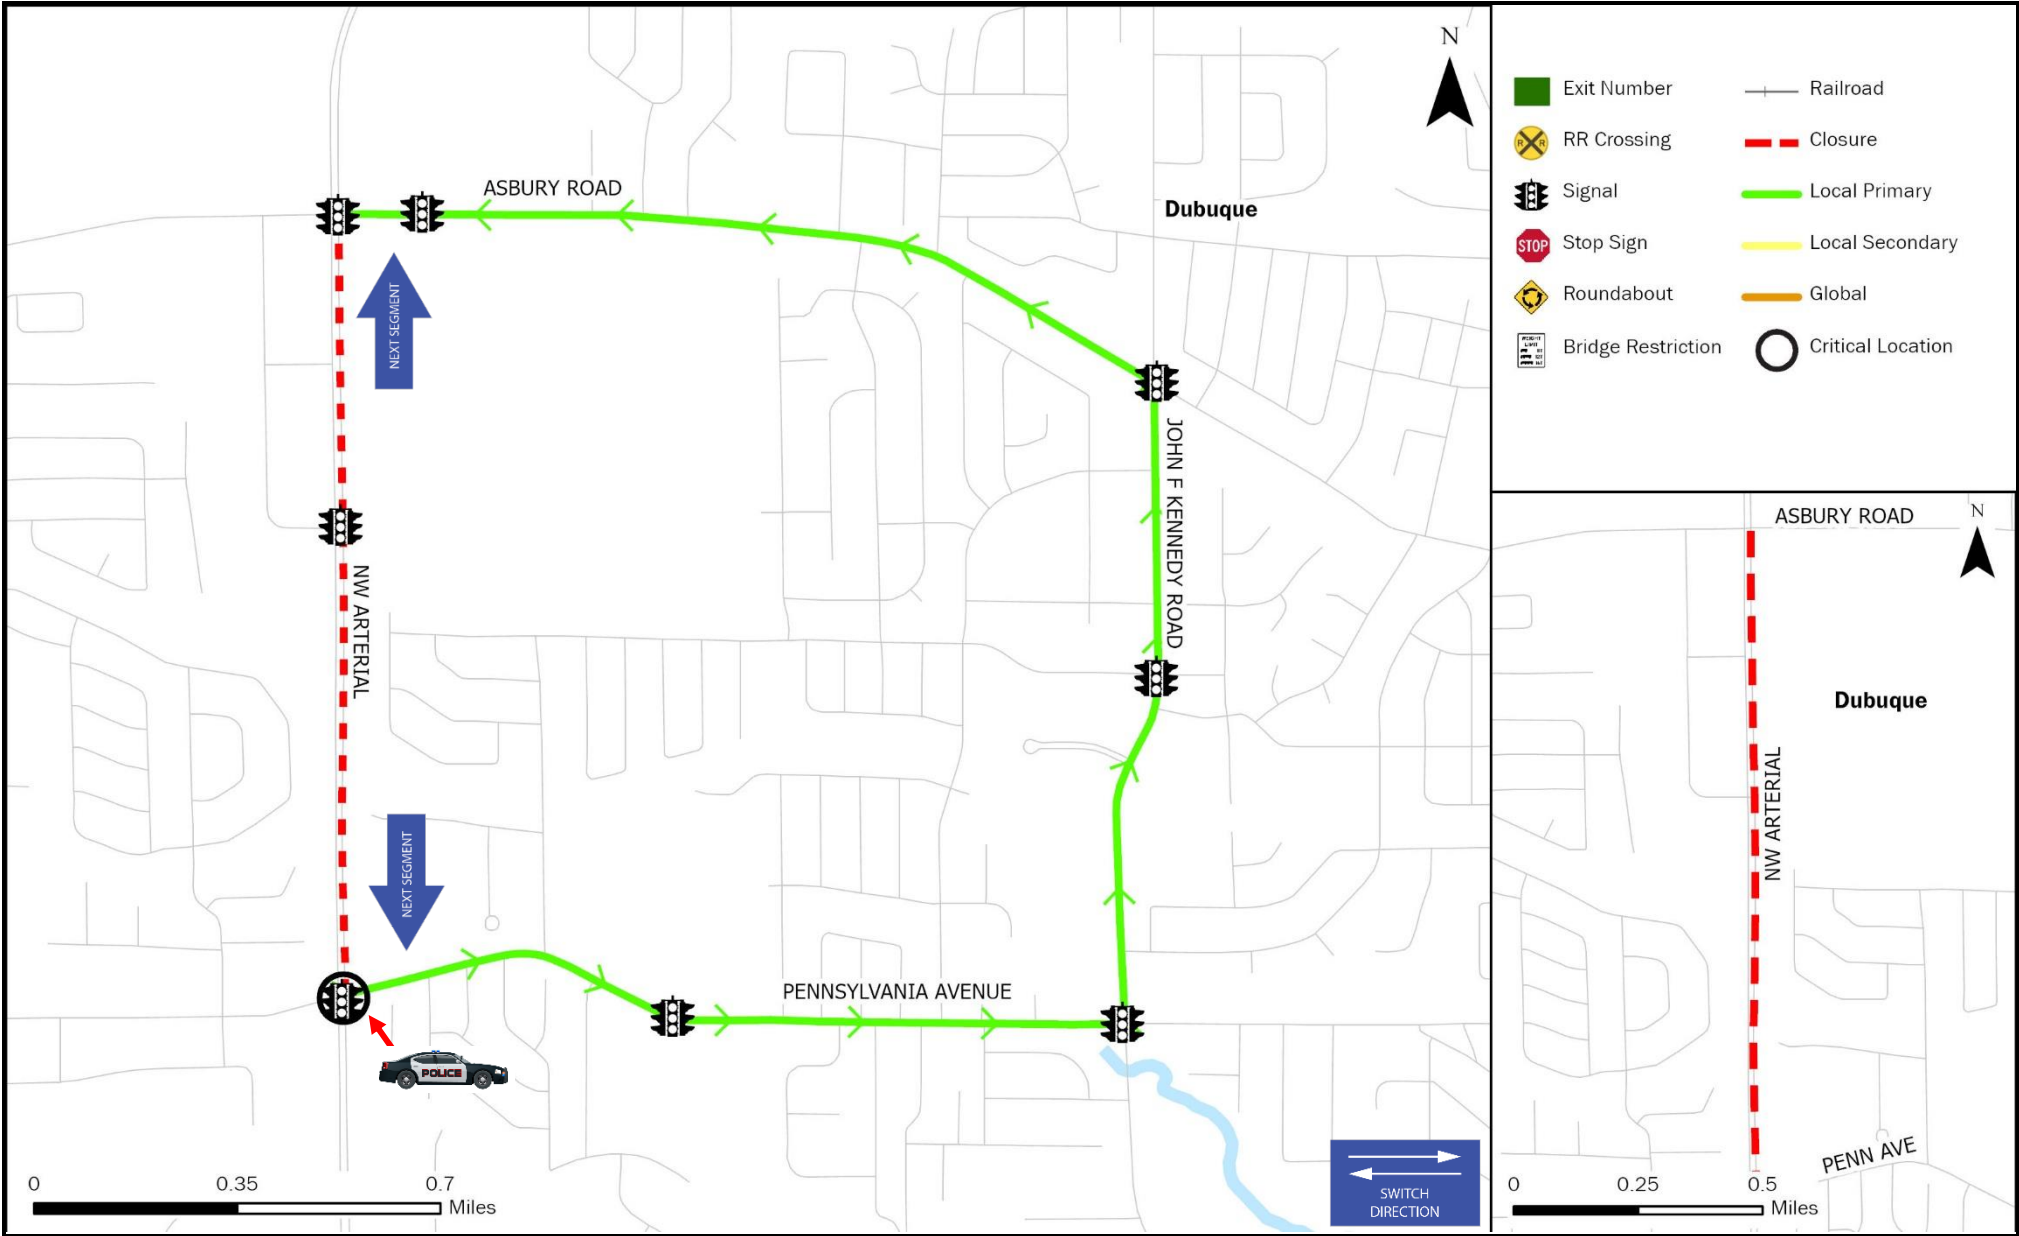 N
ASBURY ROAD
Dubuque
NEXT SEGMENT
JOHN F KENNEDY ROAD
NW ARTERIAL
NEXT SEGMENT
PENNSYLVANIA AVENUE
POLICE
0 0.35 0.7
Miles
SWITCH
DIRECTION
Exit Number
Railroad
R R
RR Crossing
Closure
Signal
Local Primary
STOP
Stop Sign
Local Secondary
Roundabout
Global
WEIGHT
LIMIT
Bridge Restriction
Critical Location
ASBURY ROAD
N
Dubuque
NW ARTERIAL
PENN AVE
0 0.25 0.5
Miles